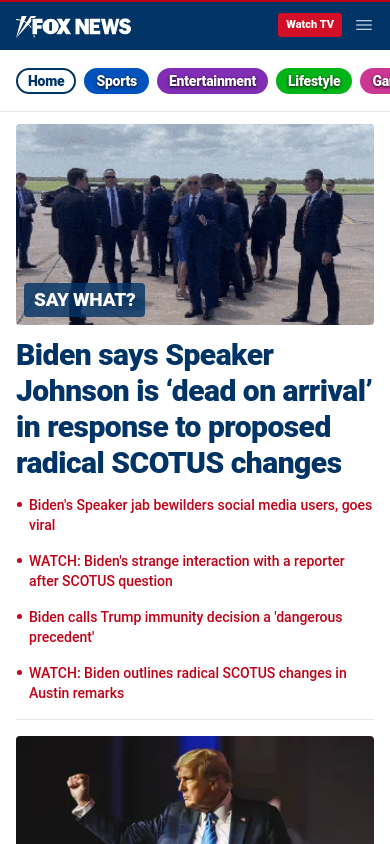 FOX NEWS
Watch TV
Home
Sports
Entertainment
Lifestyle
SAY WHAT?
Biden says Speaker
Johnson is ‘dead on arrival’
in response to proposed
radical SCOTUS changes
• Biden's Speaker jab bewilders social media users, goes
viral
• WATCH: Biden's strange interaction with a reporter
after SCOTUS question
• Biden calls Trump immunity decision a 'dangerous
precedent'
• WATCH: Biden outlines radical SCOTUS changes in
Austin remarks